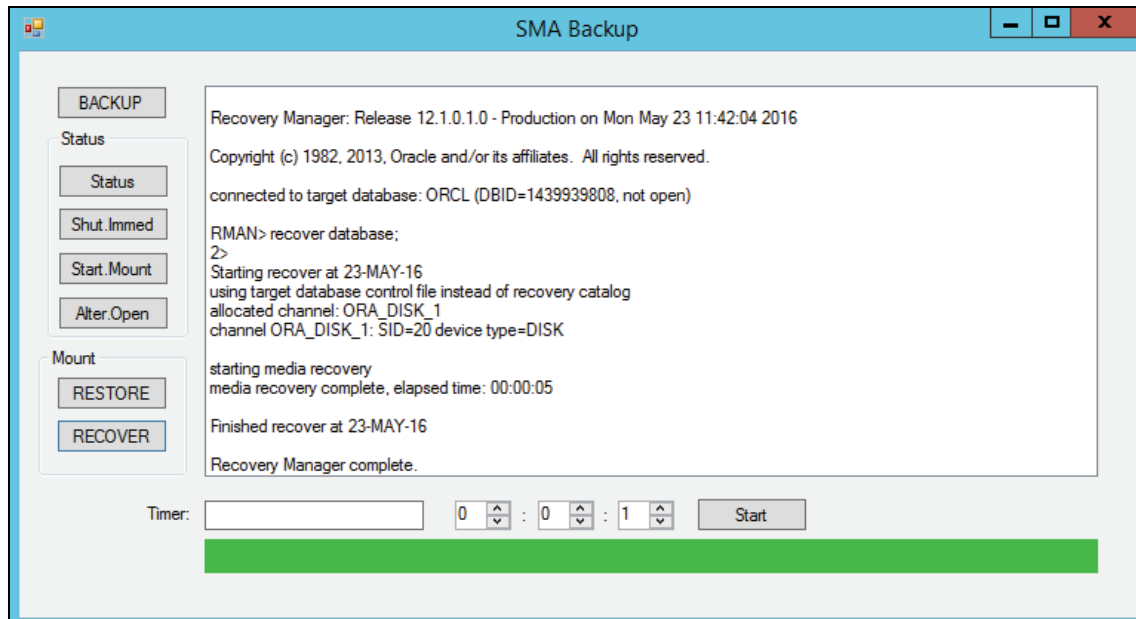 SMA Backup
BACKUP
Status
Status
Shut.Immed
Start.Mount
Alter.Open
Mount
RESTORE
RECOVER
Recovery Manager: Release 12.1.0.1.0 - Production on Mon May 23 11:42:04 2016
Copyright (c) 1982, 2013, Oracle and/or its affiliates.  All rights reserved.
connected to target database: ORCL (DBID=1439939808, not open)
RMAN> recover database;
2>
Starting recover at 23-MAY-16
using target database control file instead of recovery catalog
allocated channel: ORA_DISK_1
channel ORA_DISK_1: SID=20 device type=DISK
starting media recovery
media recovery complete, elapsed time: 00:00:05
Finished recover at 23-MAY-16
Recovery Manager complete.
Timer: 0 : 0 : 1 Start